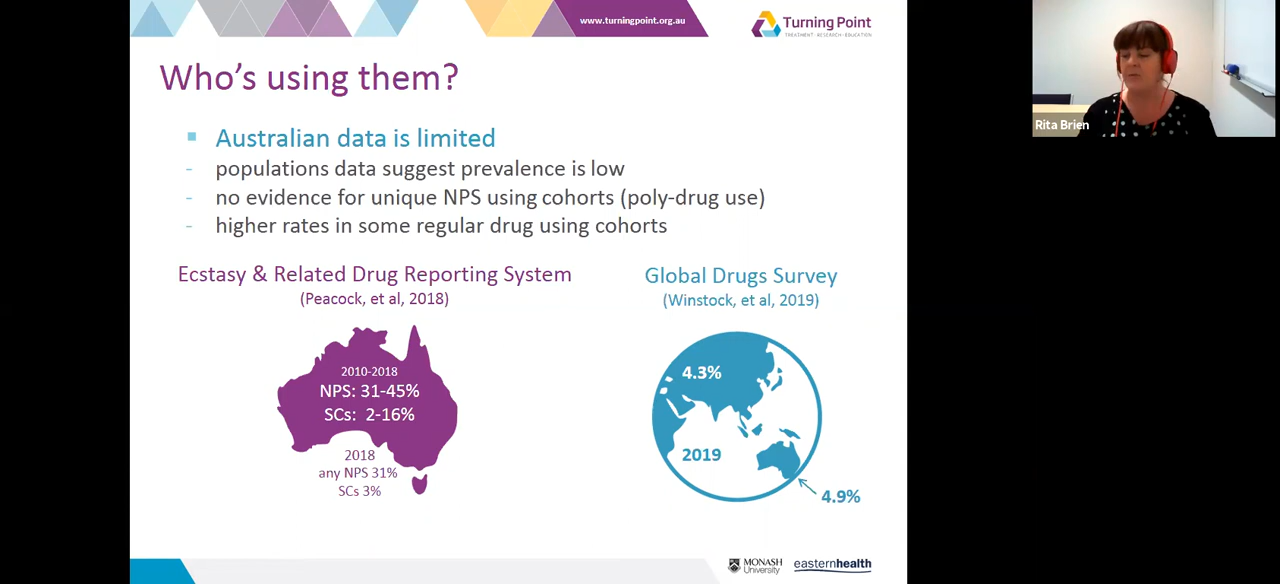 www.turningpoint.org.au
Turning Point
TREATMENT · RESEARCH · EDUCATION
Who's using them?
Australian data is limited
- populations data suggest prevalence is low
- no evidence for unique NPS using cohorts (poly-drug use)
- higher rates in some regular drug using cohorts
Ecstasy & Related Drug Reporting System
(Peacock, et al, 2018)
2010-2018
NPS: 31-45%
SCs: 2-16%
2018
any NPS 31%
SCs 3%
Global Drugs Survey
(Winstock, et al, 2019)
4.3%
2019
4.9%
MONASH
University
easternhealth
Rita Brien